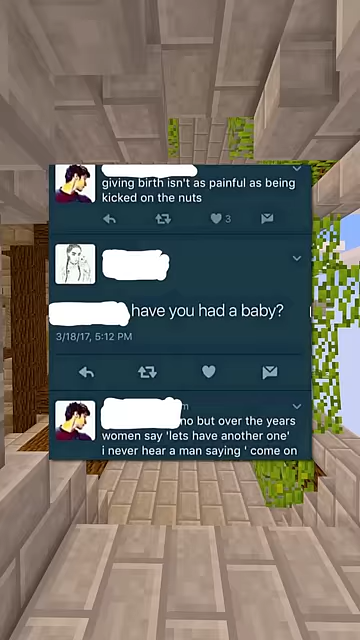 giving birth isn't as painful as being
kicked on the nuts
3
have you had a baby?
3/18/17, 5:12 PM
m
no but over the years
women say 'lets have another one'
i never hear a man saying ' come on